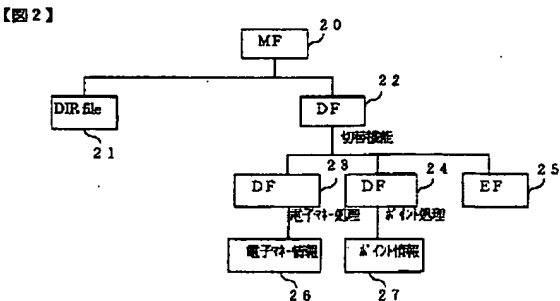 【図2】
20
MF
22
DIR file
DF
21
切替機能
23
24
25
DF
DF
EF
電子マネー処理
ポイント処理
電子マネー情報
ポイント情報
26
27